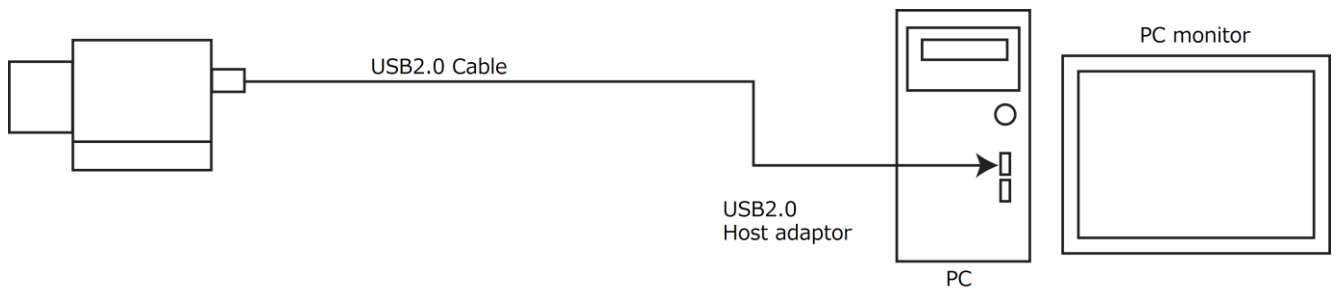 PC monitor
USB2.0 Cable
USB2.0
Host adaptor
PC